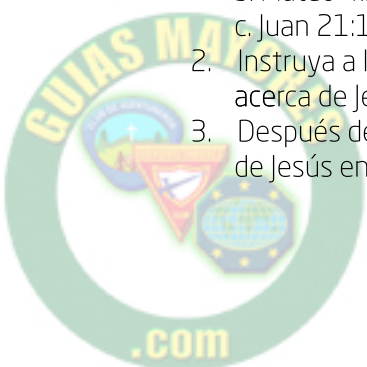 c. Juan 21:1
2. Instruya a l
acerca de Je
3. Después de
de Jesús en
GUIAS MAYORES
.com